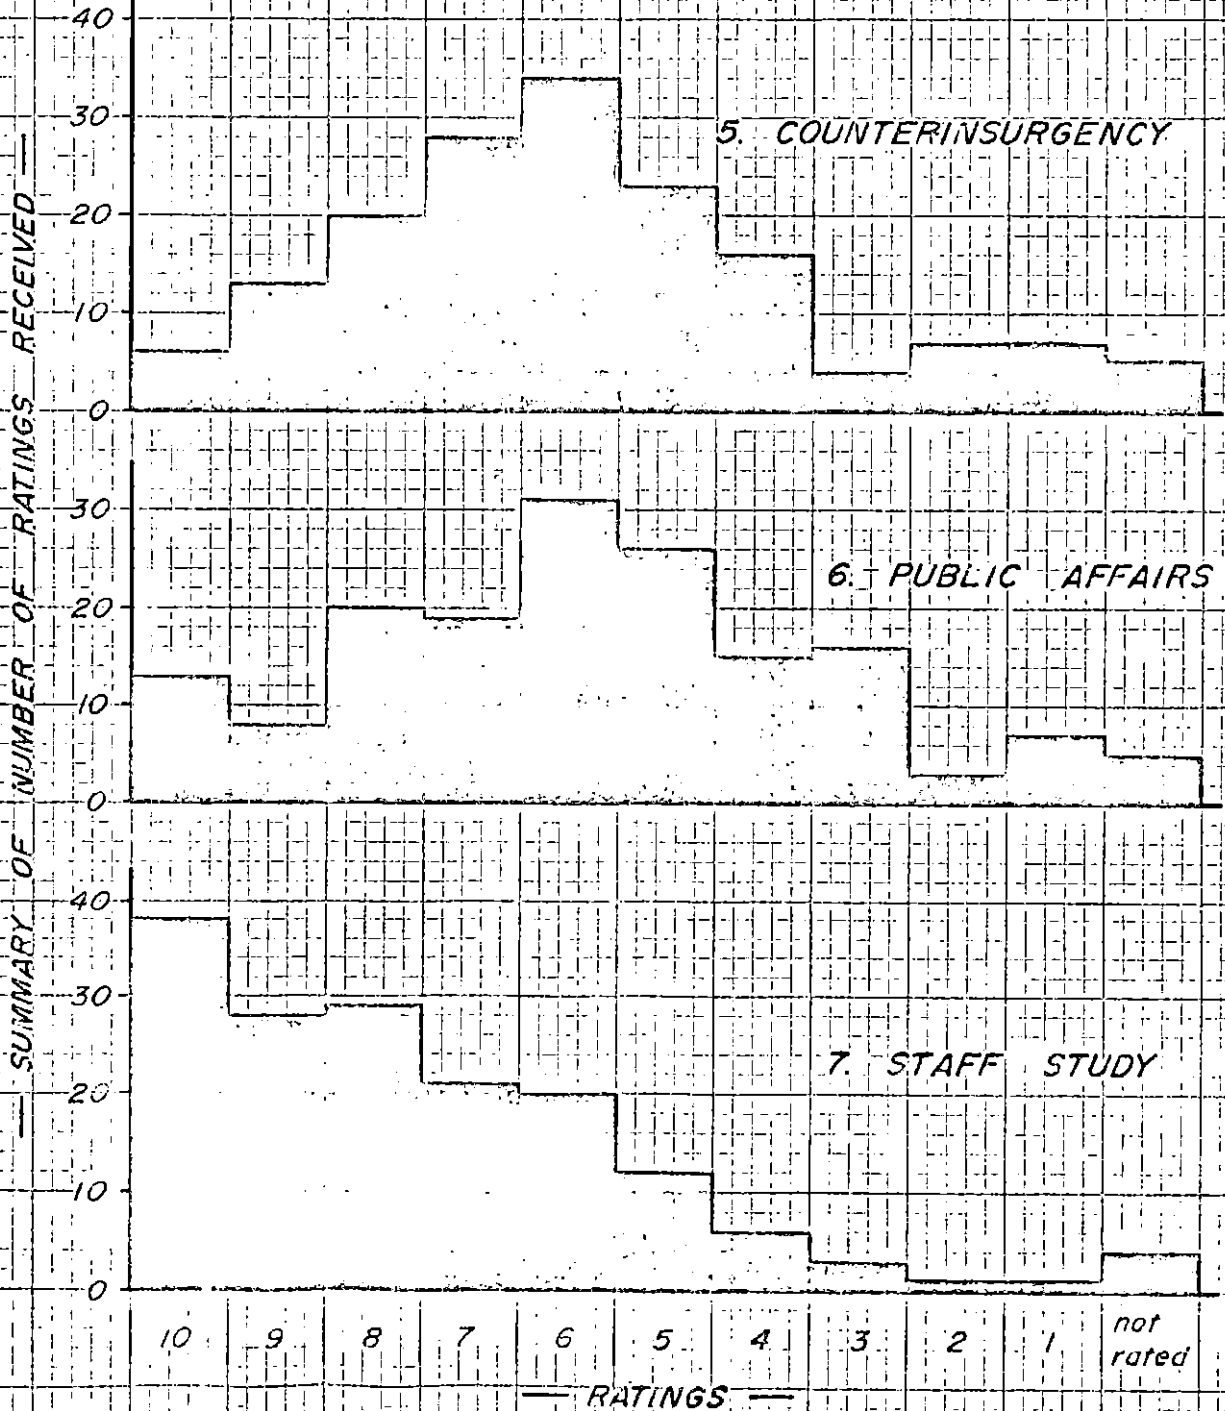 SUMMARY OF NUMBER OF RATINGS RECEIVED
40
30
20
10
0
5. COUNTERINSURGENCY
30
20
10
0
6. PUBLIC AFFAIRS
40
30
20
10
0
7. STAFF STUDY
10 9 8 7 6 5 4 3 2 1 not rated
RATINGS